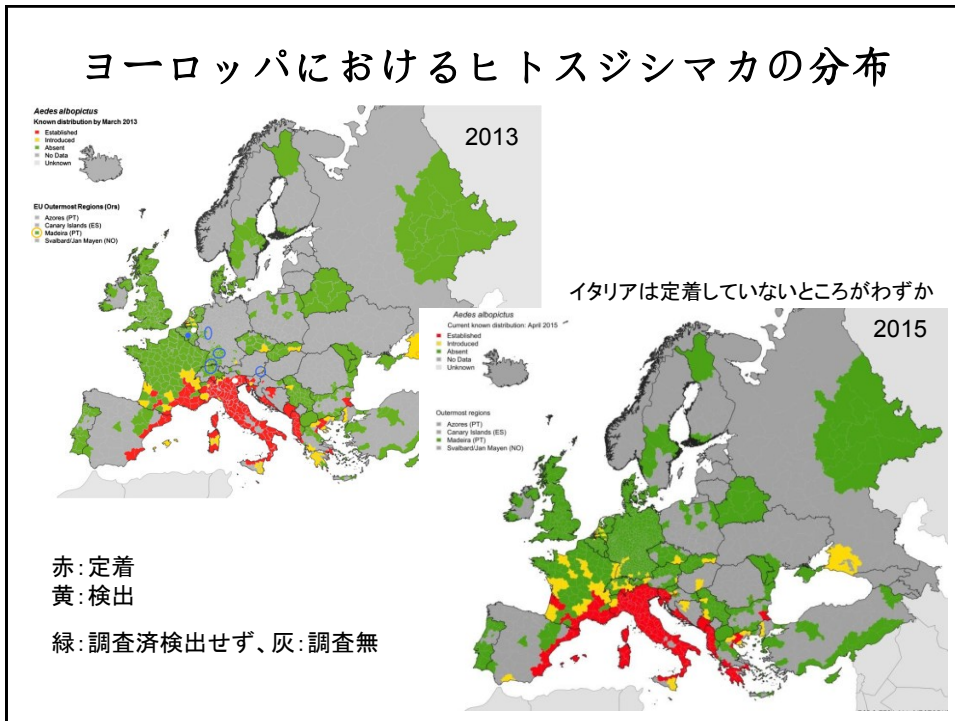 ヨーロッパにおけるヒトスジシマカの分布
Aedes albopictus
Known distribution by March 2013
Established
Introduced
Absent
No Data
Unknown
EU Outermost Regions (Ors)
Azores (PT)
Canary Islands (ES)
Madeira (PT)
Svalbard/Jan Mayen (NO)
2013
イタリアは定着していないところがわずか
Aedes albopictus
Current known distribution: April 2015
Established
Introduced
Absent
No Data
Unknown
Outermost regions
Azores (PT)
Canary Islands (ES)
Madeira (PT)
Svalbard/Jan Mayen (NO)
2015
赤：定着
黄：検出
緑：調査済検出せず、灰：調査無